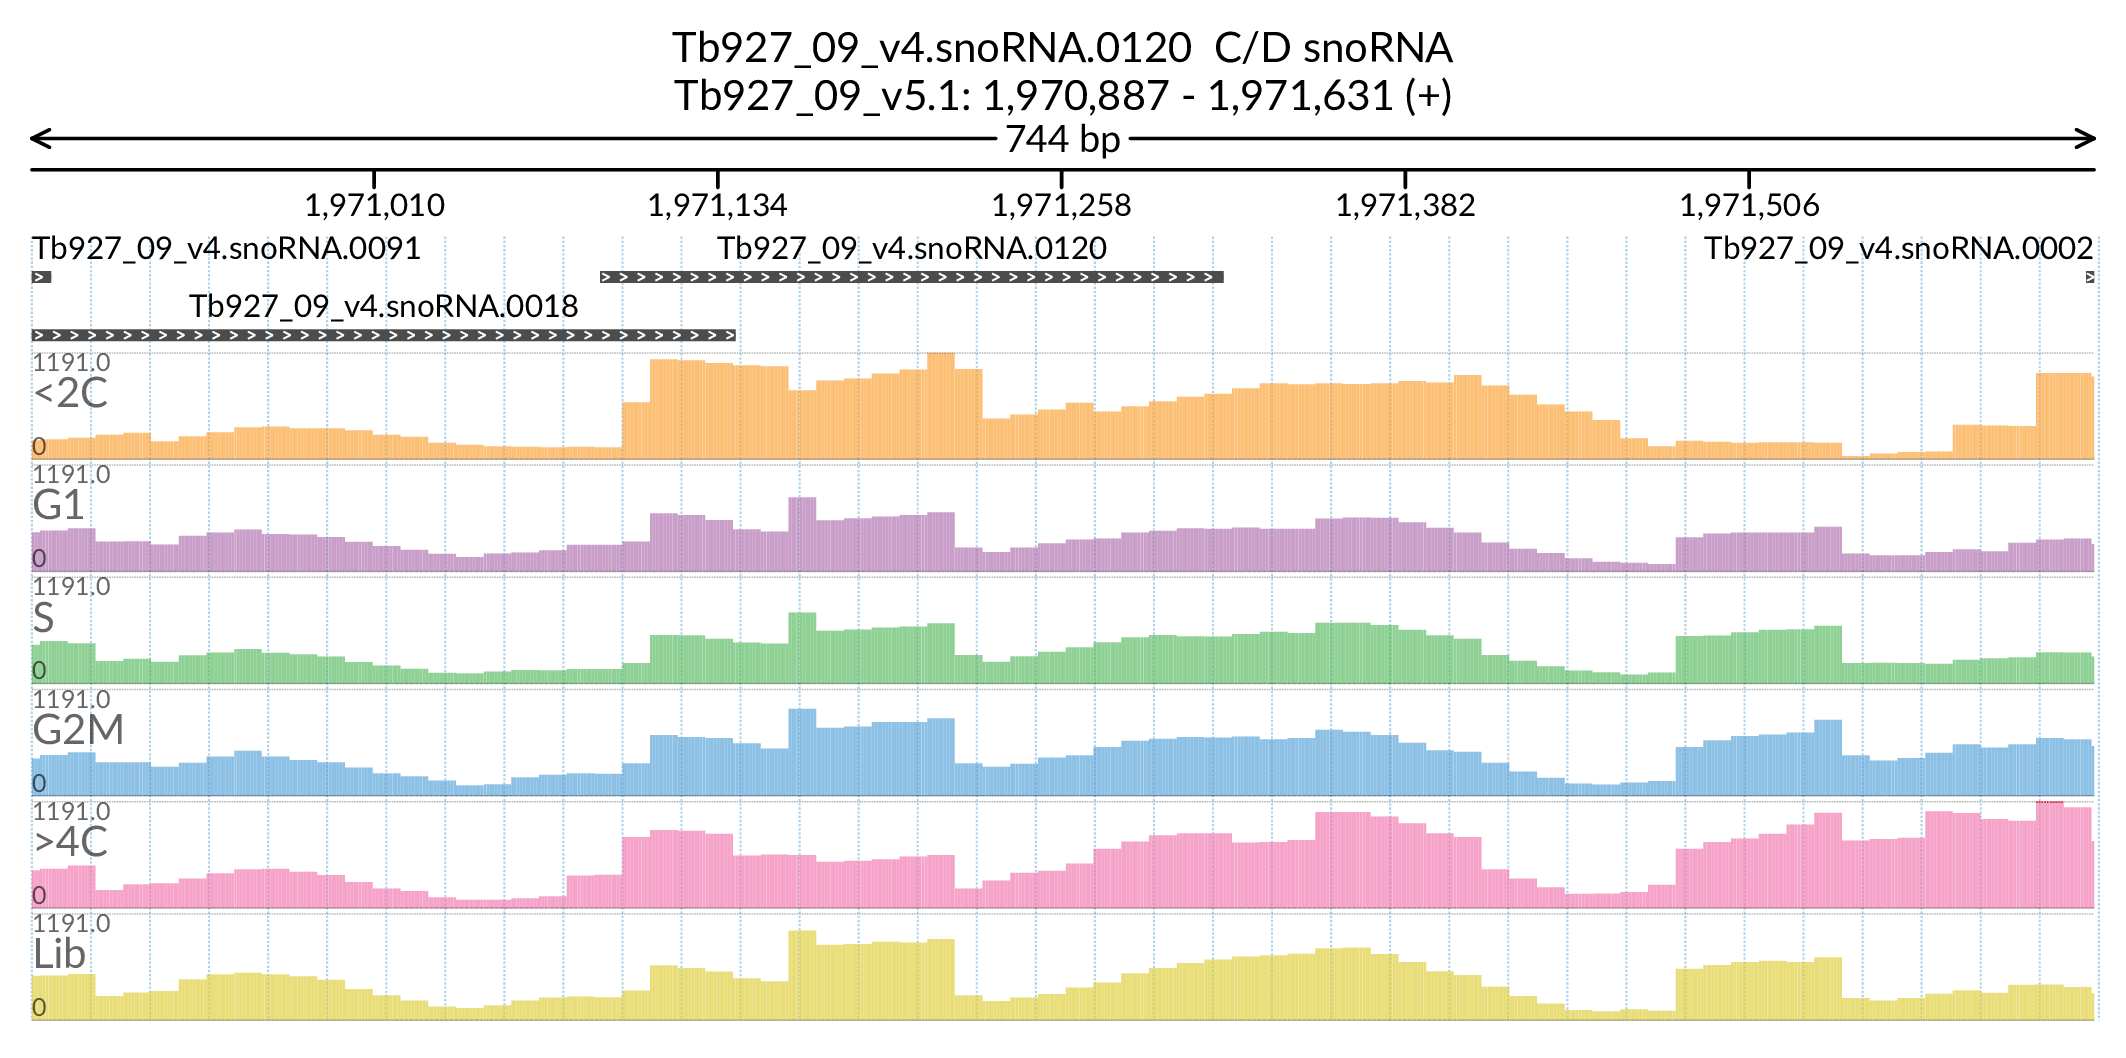 Tb927_09_v4.snoRNA.0120 C/D snoRNA
Tb927_09_v5.1: 1,970,887 - 1,971,631 (+)
744 bp
1,971,010 1,971,134 1,971,258 1,971,382 1,971,506
Tb927_09_v4.snoRNA.0091 Tb927_09_v4.snoRNA.0120 Tb927_09_v4.snoRNA.0002
Tb927_09_v4.snoRNA.0018
1191.0
<2C
0
1191.0
G1
0
1191.0
S
0
1191.0
G2M
0
1191.0
>4C
0
1191.0
Lib
0